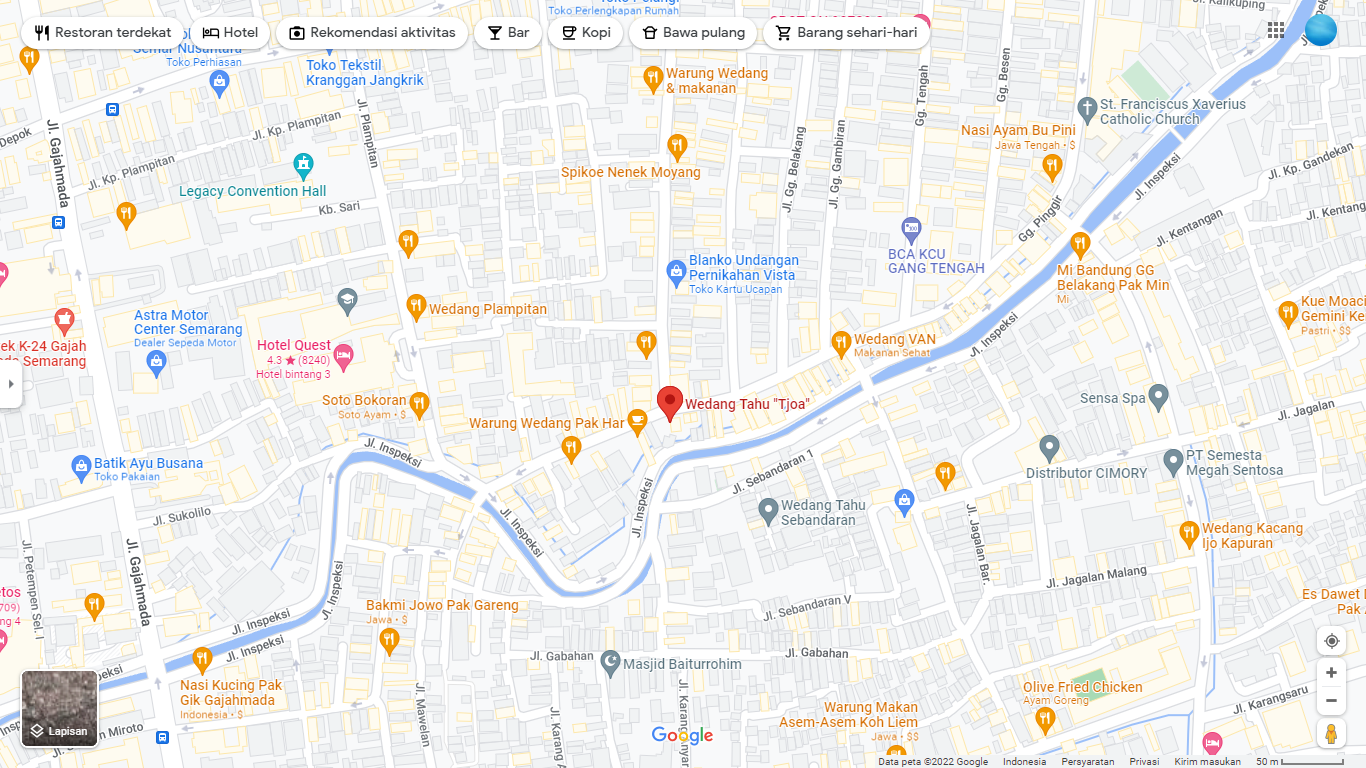 Restoran terdekat
Hotel
Rekomendasi aktivitas
Bar
Kopi
Bawa pulang
Barang sehari-hari
Toko Perlengkapan Rumah
Jl. Kalikuping
Semar Nusantara
Toko Perhiasan
Toko Tekstil
Kranggan Jangkrik
Warung Wedang
& makanan
Gg. Tengah
Gg. Besen
St. Franciscus Xaverius
Catholic Church
Depok
Jl. Kp. Plampitan
Jl. Plampitan
Jl. Gajahmada
Nasi Ayam Bu Pini
Jawa Tengah • $
Jl. Inspeksi
Jl. Kp. Gandekan
Jl. Kp. Plampitan
Legacy Convention Hall
Spikoe Nenek Moyang
Jl. Gg. Belakang
Jl. Gg. Gambiran
Kb. Sari
Gg. Pinggir
Jl. Kentangan
Jl. Kentang
BCA KCU
GANG TENGAH
Blanko Undangan
Pernikahan Vista
Toko Kartu Ucapan
Mi Bandung GG
Belakang Pak Min
Mi
Wedang Plampitan
Astra Motor
Center Semarang
Dealer Sepeda Motor
Kue Moaci
Gemini Ke
Pastri • $$
ek K-24 Gajah
da Semarang
Hotel Quest
4.3 ★ (8240)
Hotel bintang 3
Wedang VAN
Makanan Sehat
Jl. Inspeksi
Soto Bokoran
Soto Ayam • $
Wedang Tahu "Tjoa"
Warung Wedang Pak Har
Sensa Spa
Jl. Jagalan
Jl. Inspeksi
Batik Ayu Busana
Toko Pakaian
Jl. Sebandaran 1
Distributor CIMORY
PT Semesta
Megah Sentosa
Jl. Sukolilo
Jl. Inspeksi
Jl. Inspeksi
Wedang Tahu
Sebandaran
Jl. Jagalan Bar.
Wedang Kacang
Ijo Kapuran
Jl. Petempen Sel. I
Jl. Gajahmada
Jl. Inspeksi
Jl. Jagalan Malang
etos
709)
ng 4
Bakmi Jowo Pak Gareng
Jawa • $
Jl. Sebandaran V
Es Dawet
Pak
Jl. Inspeksi
Jl. Inspeksi
Jl. Gabahan
Masjid Baiturrohim
Jl. Gabahan
Inspeksi
Nasi Kucing Pak
Gik Gajahmada
Indonesia • $
Jl. Mawelan
Jl. Karang A
Jl. Karang Anyar
Warung Makan
Asem-Asem Koh Liem
Jawa • $$
Olive Fried Chicken
Ayam Goreng
Jl. Karangsaru
Miroto
Lapisan
Google
Data peta ©2022 Google
Indonesia
Persyaratan
Privasi
Kirim masukan
50 m